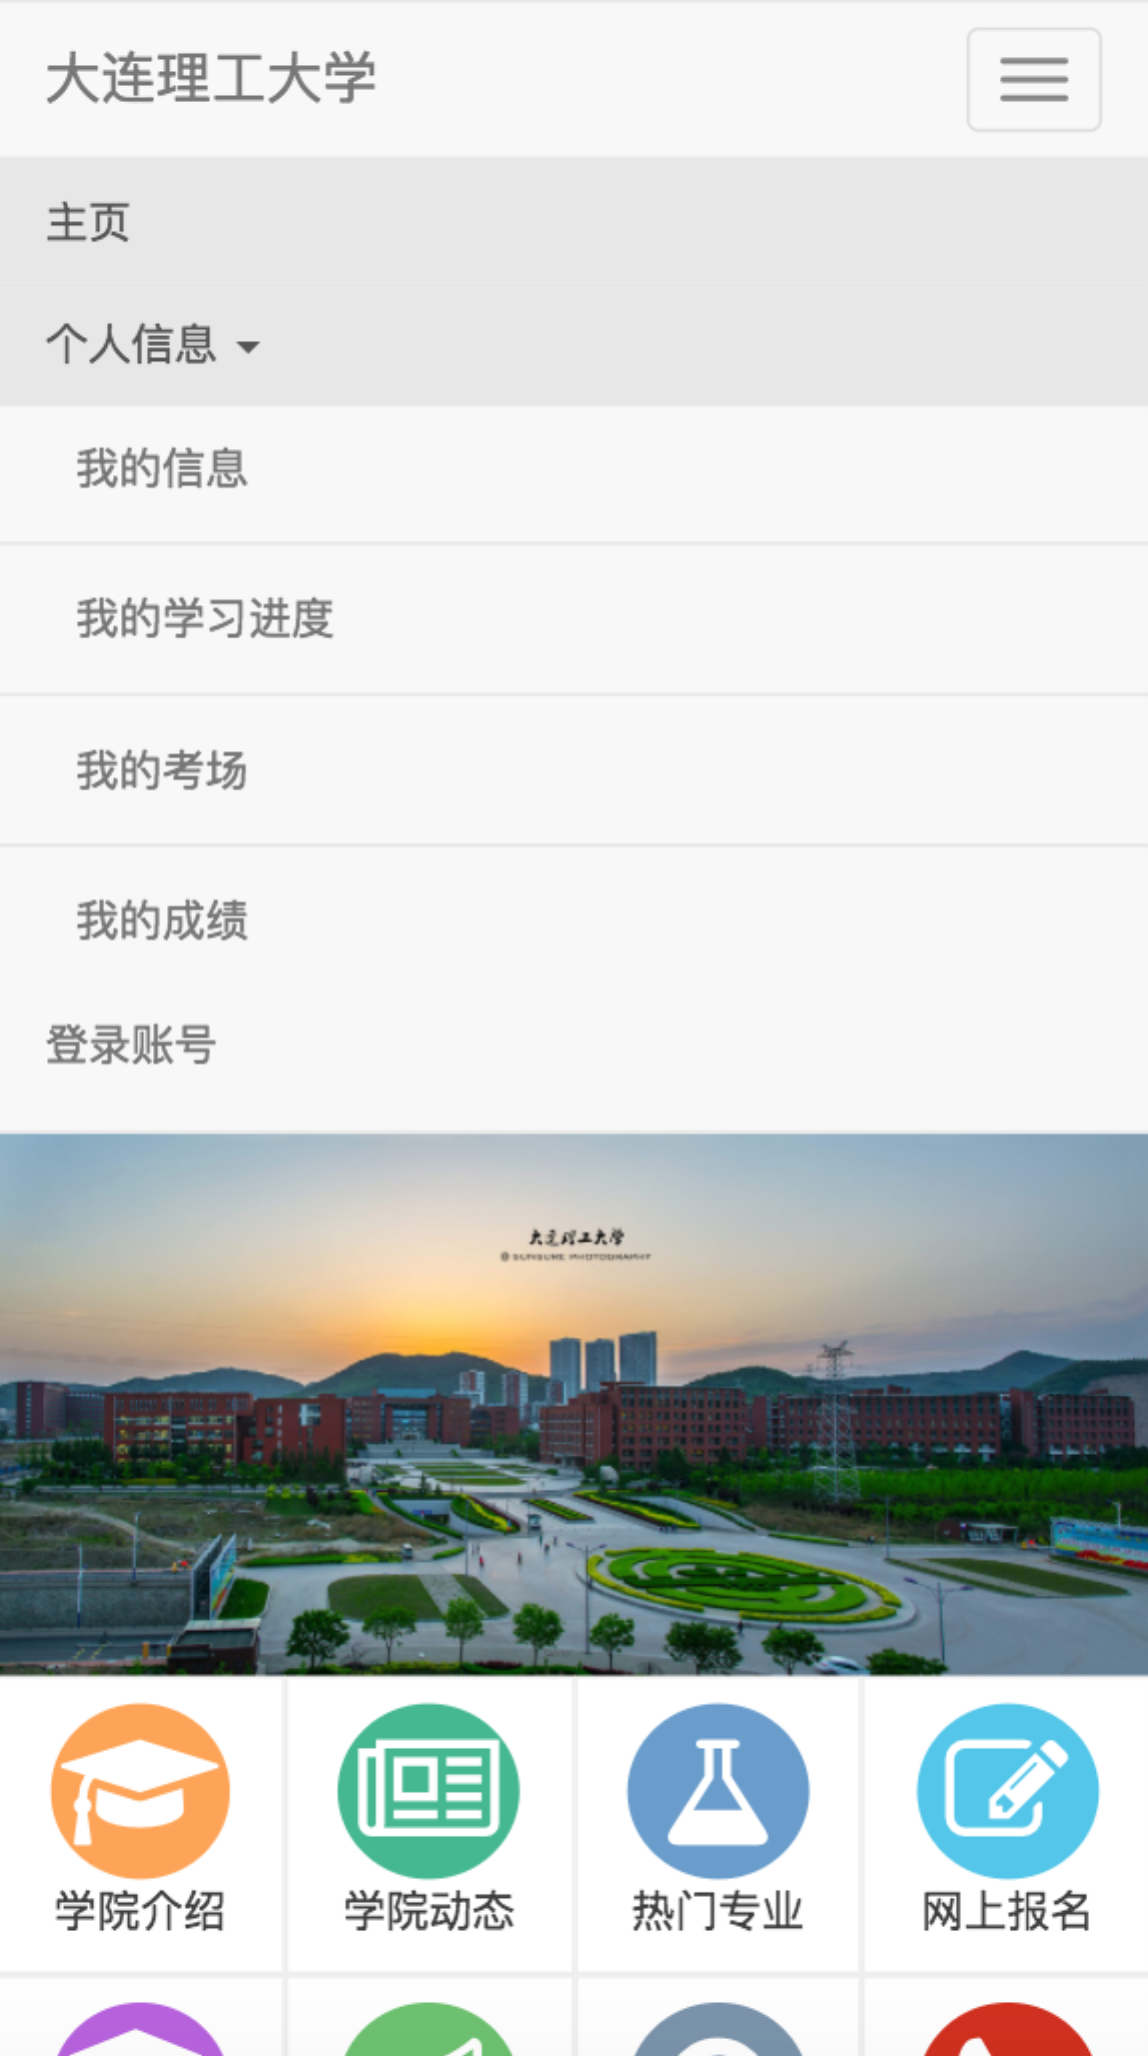 大连理工大学
主页
个人信息
我的信息
我的学习进度
我的考场
我的成绩
登录账号
大连理工大学
@ SUNSURE PHOTOGRAPHY
学院介绍
学院动态
热门专业
网上报名